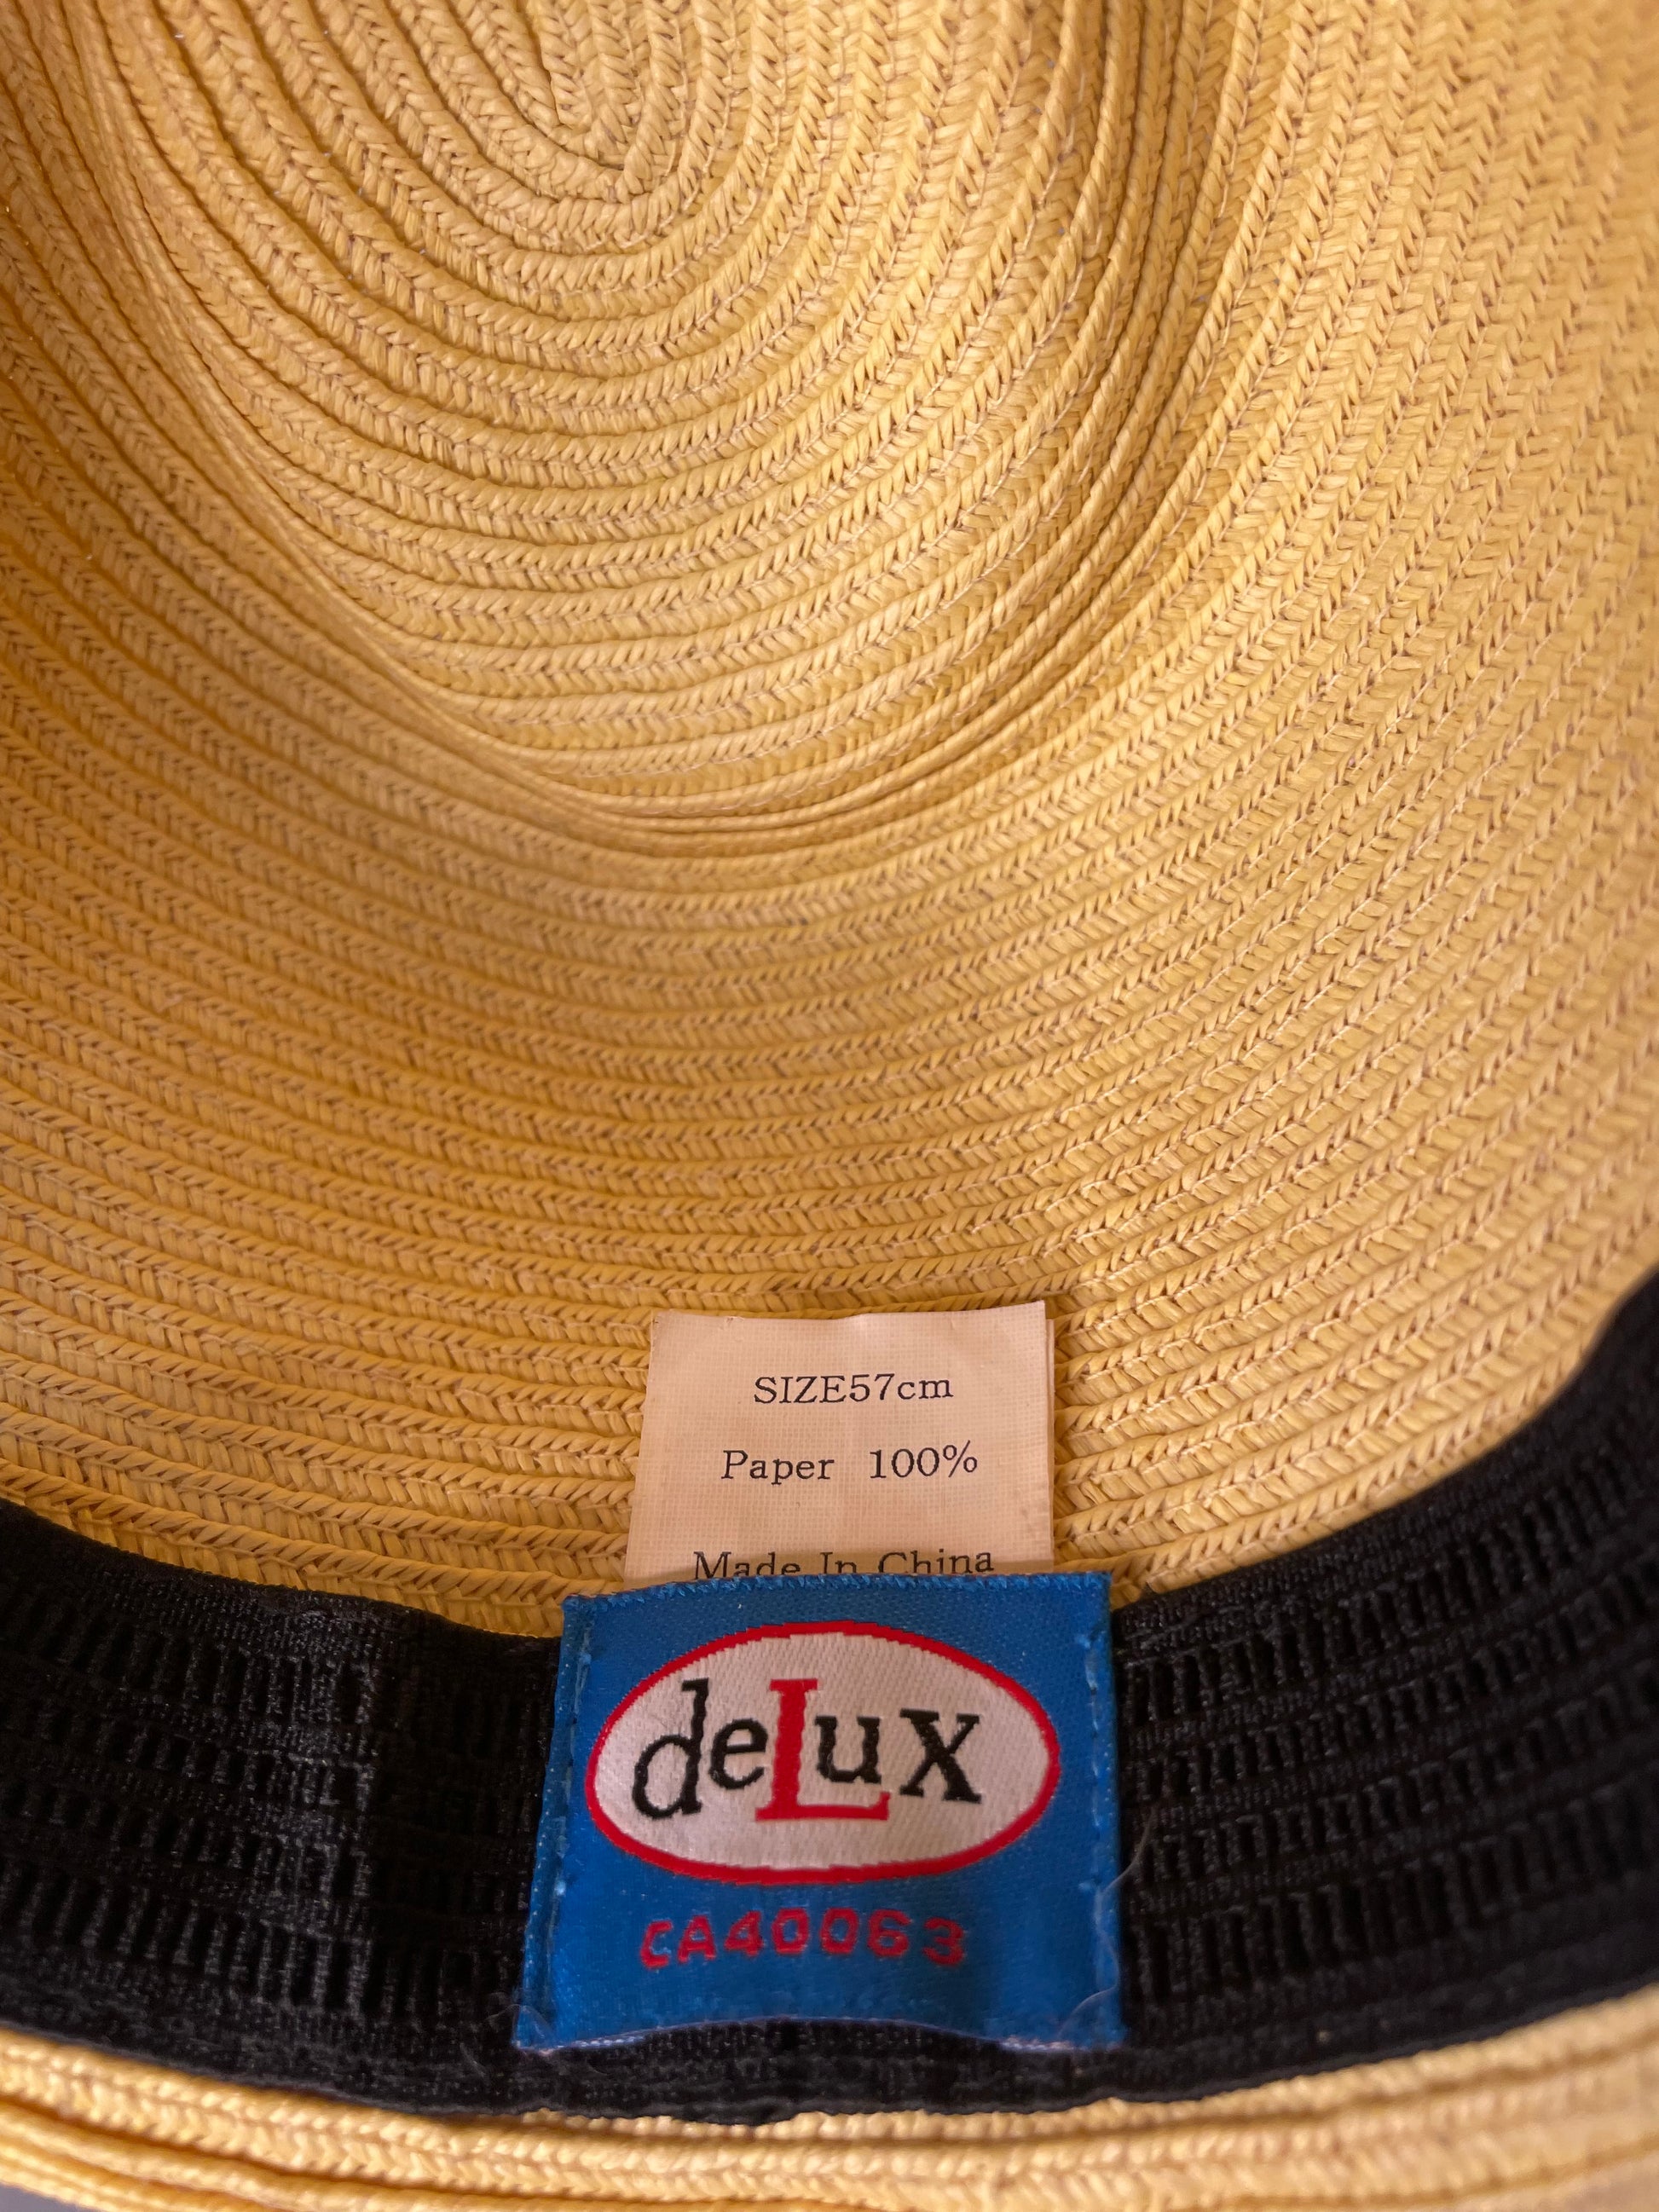 SIZE57cm
Paper 100%
Made In China
deLux
CA40063